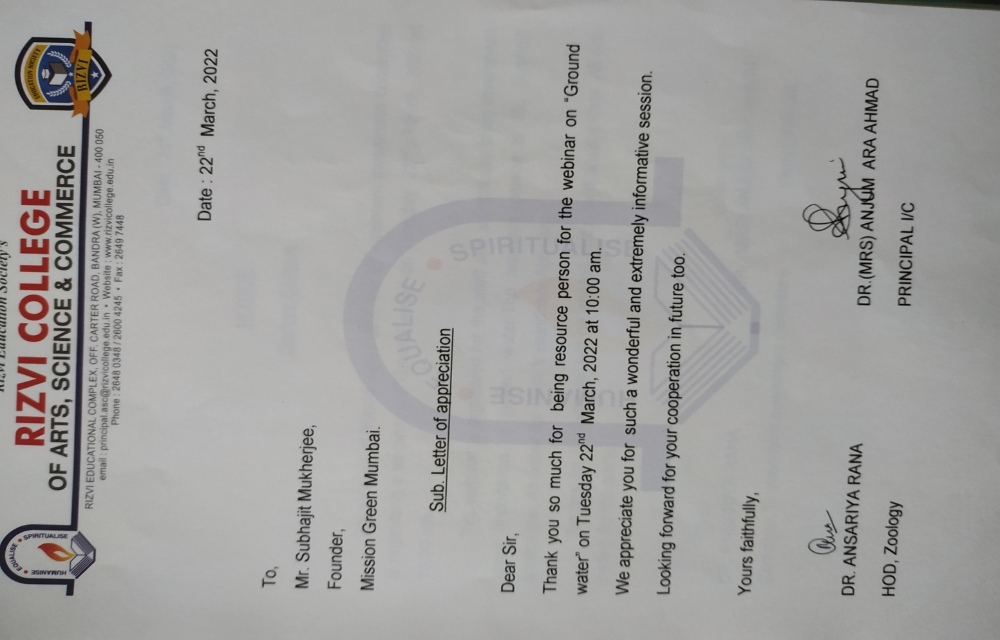 Rizvi Education Society's
RIZVI COLLEGE
OF ARTS, SCIENCE & COMMERCE
RIZVI EDUCATIONAL COMPLEX, OFF. CARTER ROAD, BANDRA (W), MUMBAI - 400 050
email : principal.asc@rizvicollege.edu.in • Website : www.rizvicollege.edu.in
Phone : 2648 0348 / 2600 4245 • Fax : 2649 7448
EQUALISE • SPIRITUALISE
HUMANISE
EDUCATION SOCIETY
RIZVI
Date : 22nd March, 2022
To,
Mr. Subhajit Mukherjee,
Founder,
Mission Green Mumbai.
Sub. Letter of appreciation
Dear Sir,
Thank you so much for being resource person for the webinar on "Ground
water" on Tuesday 22nd March, 2022 at 10:00 am.
We appreciate you for such a wonderful and extremely informative session.
Looking forward for your cooperation in future too.
Yours faithfully,
DR. ANSARIYA RANA
HOD, Zoology
DR.(MRS) ANJUM ARA AHMAD
PRINCIPAL I/C
EQUALISE • SPIRITUALISE
HUMANISE